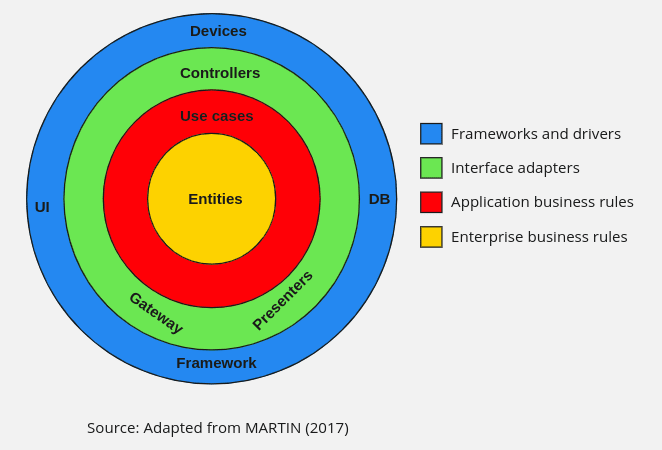 Devices
Controllers
Use cases
Entities
UI
DB
Gateway
Presenters
Framework
Frameworks and drivers
Interface adapters
Application business rules
Enterprise business rules
Source: Adapted from MARTIN (2017)